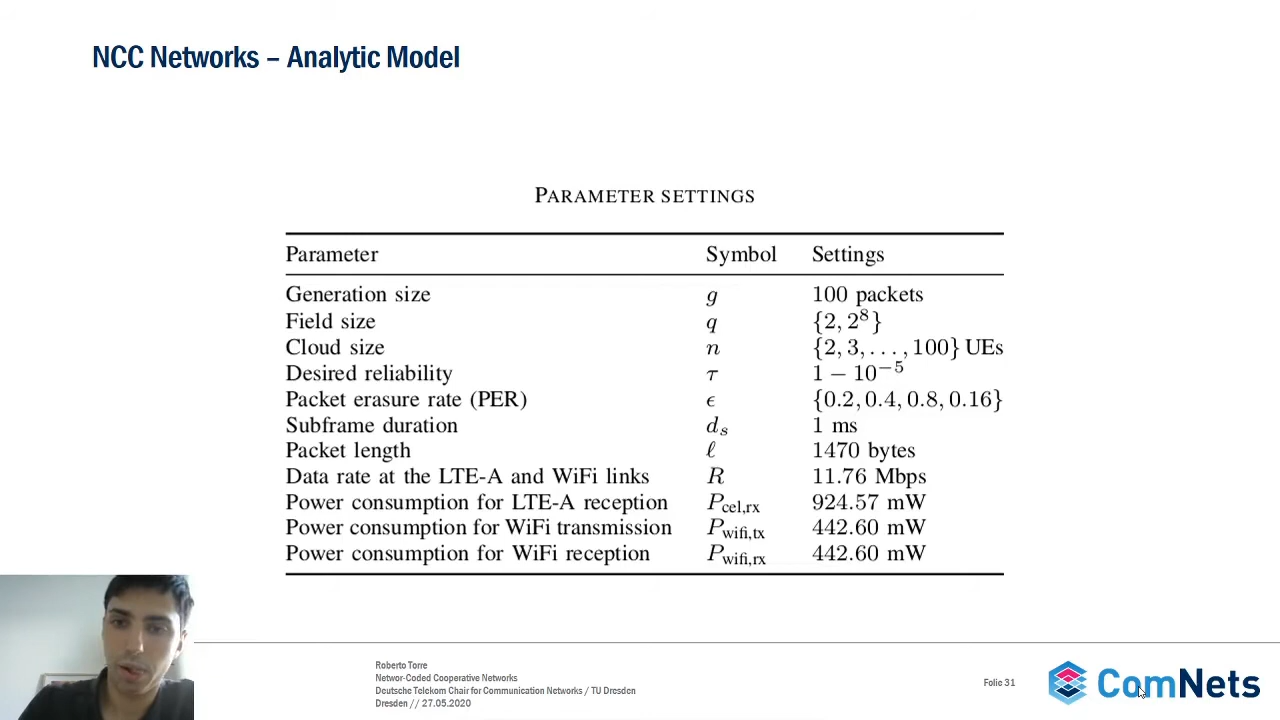 NCC Networks – Analytic Model
PARAMETER SETTINGS
Parameter Symbol Settings
Generation size g 100 packets
Field size q {2, 2⁸}
Cloud size n {2, 3, . . . , 100} UEs
Desired reliability τ 1 − 10⁻⁵
Packet erasure rate (PER) ϵ {0.2, 0.4, 0.8, 0.16}
Subframe duration dₛ 1 ms
Packet length ℓ 1470 bytes
Data rate at the LTE-A and WiFi links R 11.76 Mbps
Power consumption for LTE-A reception P_cel,rx 924.57 mW
Power consumption for WiFi transmission P_wifi,tx 442.60 mW
Power consumption for WiFi reception P_wifi,rx 442.60 mW
Roberto Torre
Networ-Coded Cooperative Networks
Deutsche Telekom Chair for Communication Networks / TU Dresden
Dresden // 27.05.2020
Folie 31
ComNets